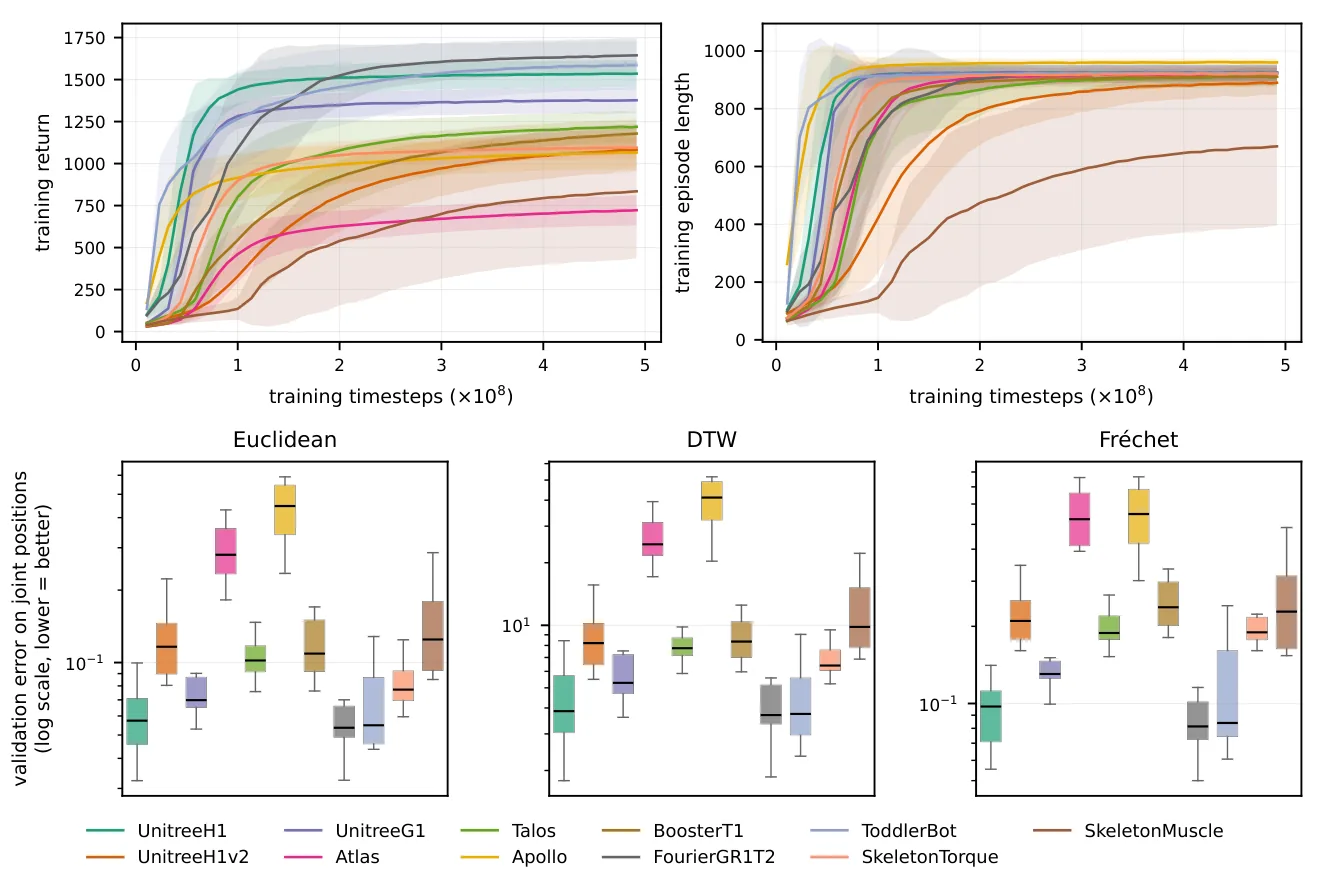 training return
1750
1500
1250
1000
750
500
250
0
0 1 2 3 4 5
training timesteps (×10⁸)
training episode length
1000
800
600
400
200
0
0 1 2 3 4 5
training timesteps (×10⁸)
validation error on joint positions
(log scale, lower = better)
Euclidean
10⁻¹
DTW
10¹
Fréchet
10⁻¹
UnitreeH1 UnitreeG1 Talos BoosterT1 ToddlerBot SkeletonMuscle
UnitreeH1v2 Atlas Apollo FourierGR1T2 SkeletonTorque